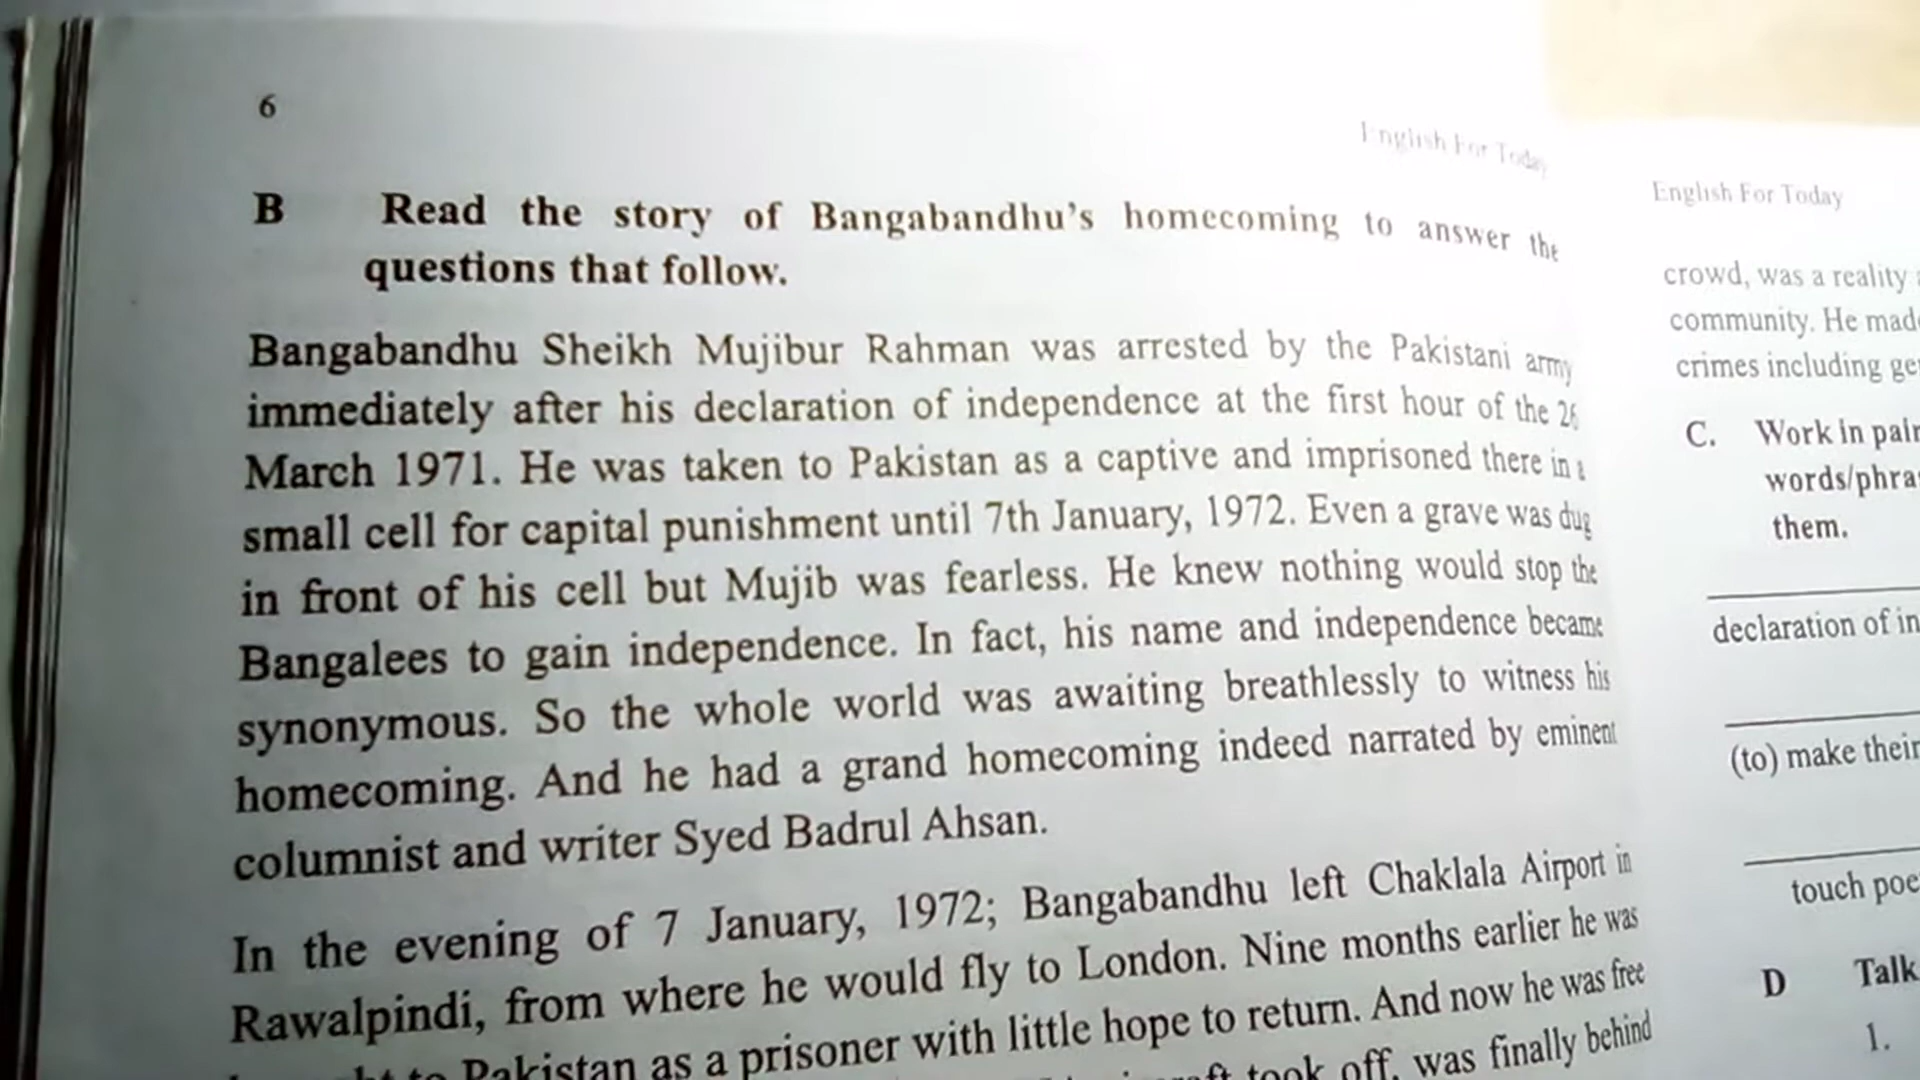 6
English For Today
B Read the story of Bangabandhu's homecoming to answer the
questions that follow.
Bangabandhu Sheikh Mujibur Rahman was arrested by the Pakistani army
immediately after his declaration of independence at the first hour of the 26
March 1971. He was taken to Pakistan as a captive and imprisoned there in a
small cell for capital punishment until 7th January, 1972. Even a grave was dug
in front of his cell but Mujib was fearless. He knew nothing would stop the
Bangalees to gain independence. In fact, his name and independence became
synonymous. So the whole world was awaiting breathlessly to witness his
homecoming. And he had a grand homecoming indeed narrated by eminent
columnist and writer Syed Badrul Ahsan.
In the evening of 7 January, 1972; Bangabandhu left Chaklala Airport in
Rawalpindi, from where he would fly to London. Nine months earlier he was
to Pakistan as a prisoner with little hope to return. And now he was free
took off, was finally behind
English For Today
crowd, was a reality
community. He made
crimes including
C. Work in pair
words/phra
them.
declaration of in
(to) make their
touch poe
D Talk
1.